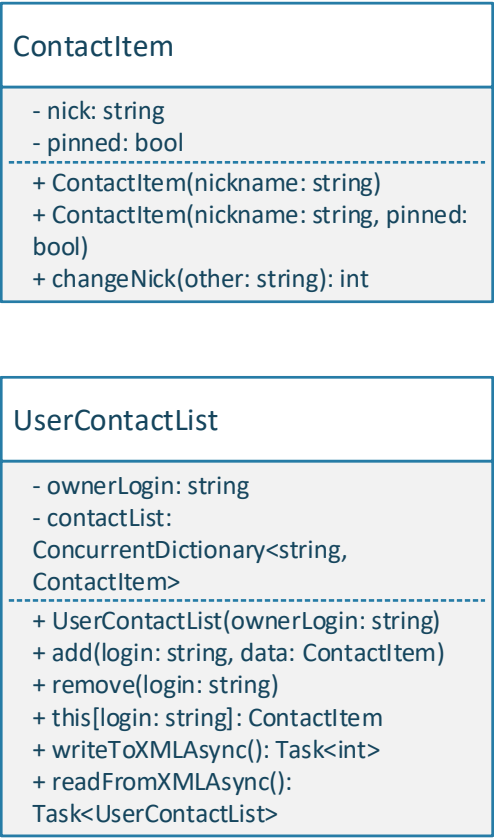 ContactItem
- nick: string
- pinned: bool
+ ContactItem(nickname: string)
+ ContactItem(nickname: string, pinned:
bool)
+ changeNick(other: string): int
UserContactList
- ownerLogin: string
- contactList:
ConcurrentDictionary<string,
ContactItem>
+ UserContactList(ownerLogin: string)
+ add(login: string, data: ContactItem)
+ remove(login: string)
+ this[login: string]: ContactItem
+ writeToXMLAsync(): Task<int>
+ readFromXMLAsync():
Task<UserContactList>